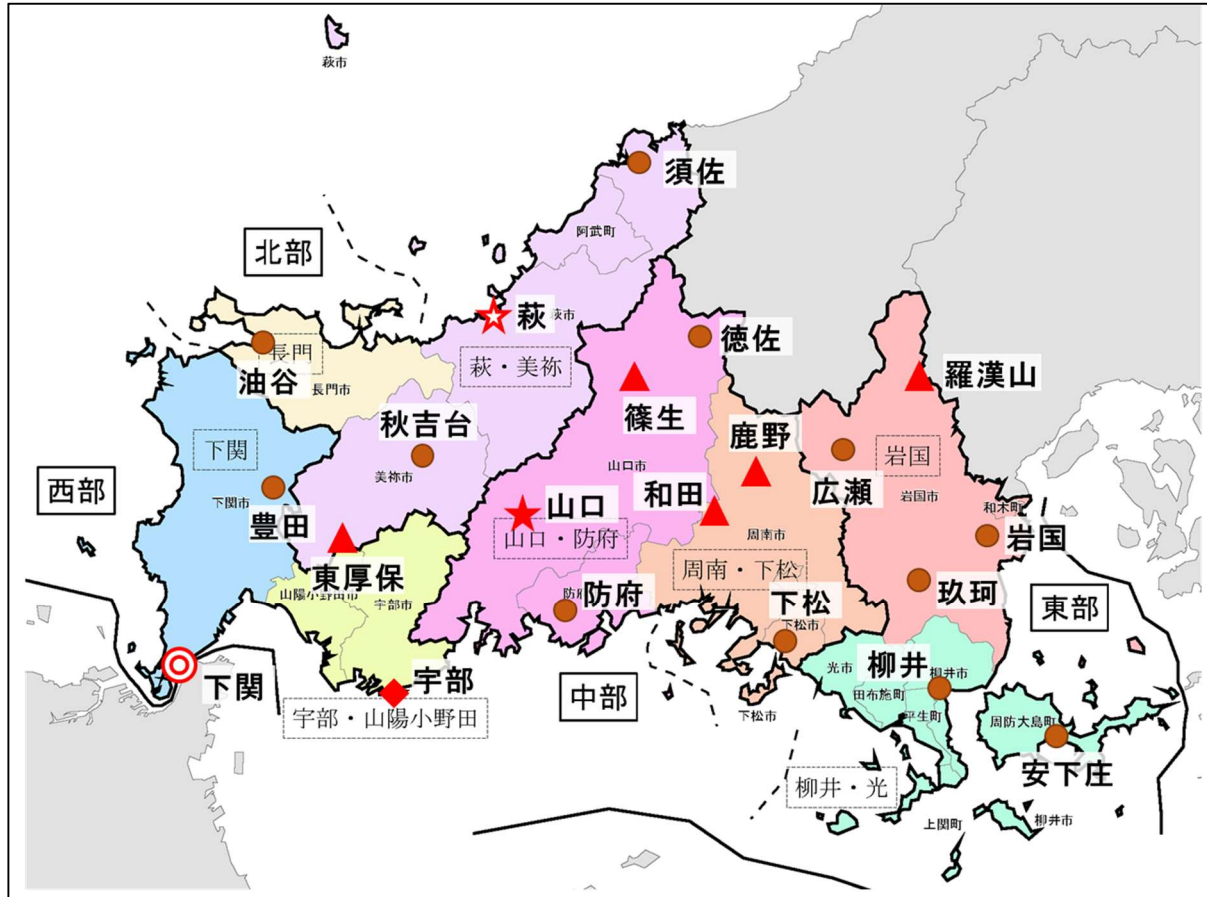 萩市
須佐
阿武町
北部
萩
萩市
徳佐
長門
油谷
長門市
萩・美祢
篠生
羅漢山
秋吉台
鹿野
下関
山口市
広瀬
岩国
美祢市
岩国市
西部
下関市
豊田
山口
和田
和木町
山口・防府
周南市
岩国
東厚保
周南・下松
山陽小野田市
宇部市
防府
防府市
下松
玖珂
下松市
東部
下関
宇部
中部
光市
柳井
柳井市
田布施町
宇部・山陽小野田
下松市
平生町
周防大島町
安下庄
柳井・光
上関町
柳井市